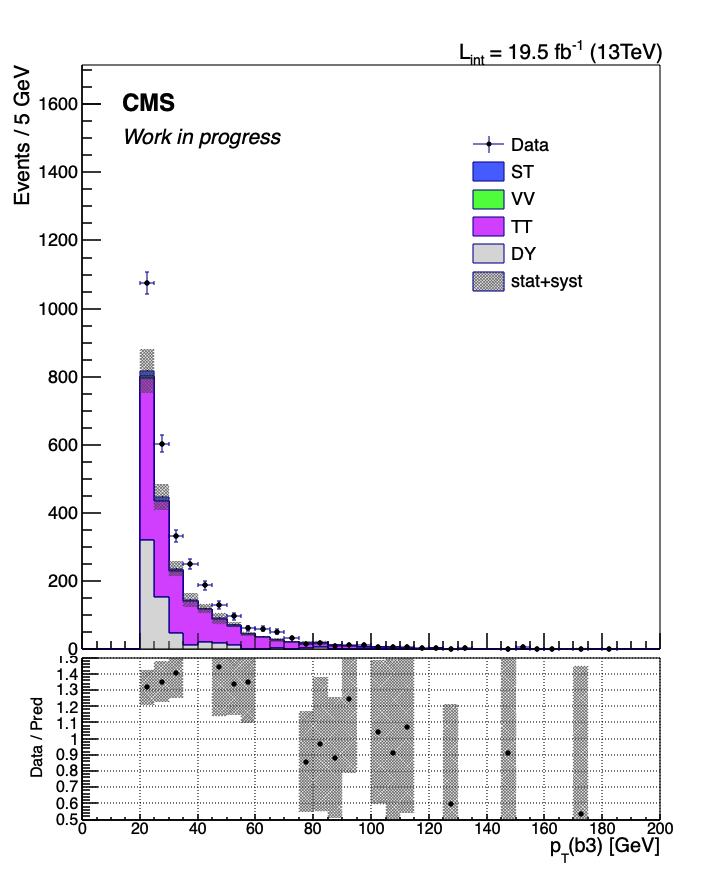 L_int = 19.5 fb⁻¹ (13TeV)
Events / 5 GeV
CMS
Work in progress
Data
ST
VV
TT
DY
stat+syst
1600
1400
1200
1000
800
600
400
200
0
Data / Pred
1.5
1.4
1.3
1.2
1.1
1
0.9
0.8
0.7
0.6
0.5
0 20 40 60 80 100 120 140 160 180 200
p_T(b3) [GeV]